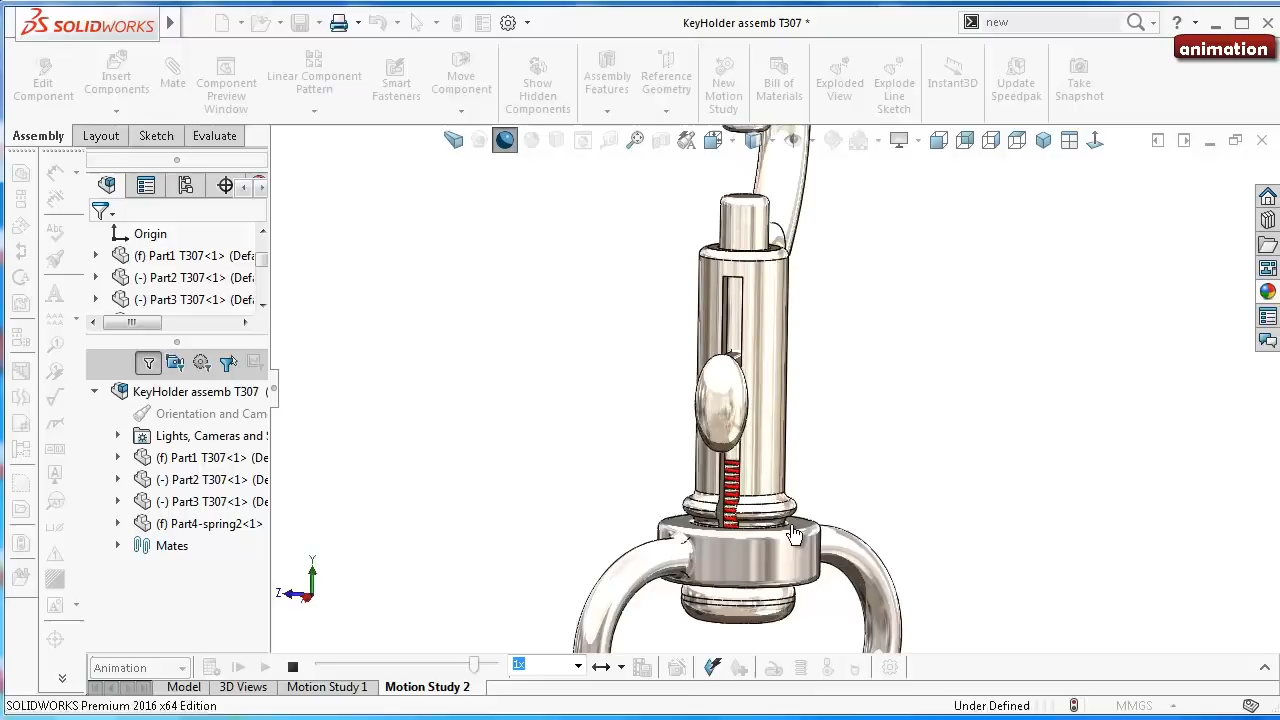 SOLIDWORKS
KeyHolder assemb T307 *
new
animation
Edit Component
Insert Components
Mate
Component Preview Window
Linear Component Pattern
Smart Fasteners
Move Component
Show Hidden Components
Assembly Features
Reference Geometry
New Motion Study
Bill of Materials
Exploded View
Explode Line Sketch
Instant3D
Update Speedpak
Take Snapshot
Assembly
Layout
Sketch
Evaluate
Origin
(f) Part1 T307<1> (Defa
(-) Part2 T307<1> (Defa
(-) Part3 T307<1> (Defa
KeyHolder assemb T307 (
Orientation and Cam
Lights, Cameras and S
(f) Part1 T307<1> (De
(-) Part2 T307<1> (De
(-) Part3 T307<1> (De
(f) Part4-spring2<1>
Mates
Y
Z
Animation
1x
Model
3D Views
Motion Study 1
Motion Study 2
SOLIDWORKS Premium 2016 x64 Edition
Under Defined
MMGS